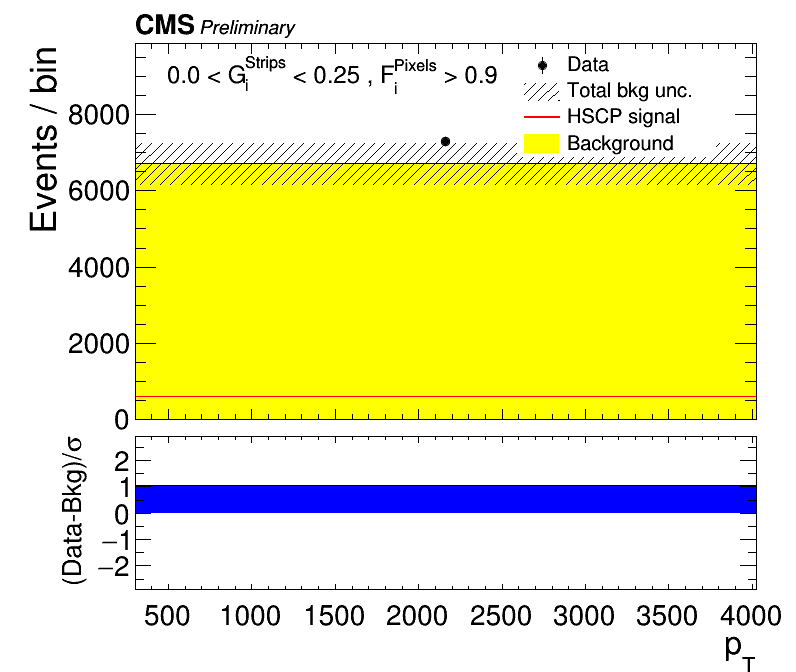 CMS Preliminary
0.0 < G_i^Strips < 0.25 , F_i^Pixels > 0.9
Data
Total bkg unc.
HSCP signal
Background
Events / bin
8000
6000
4000
2000
0
(Data-Bkg)/σ
2
1
0
−1
−2
500 1000 1500 2000 2500 3000 3500 4000
p_T